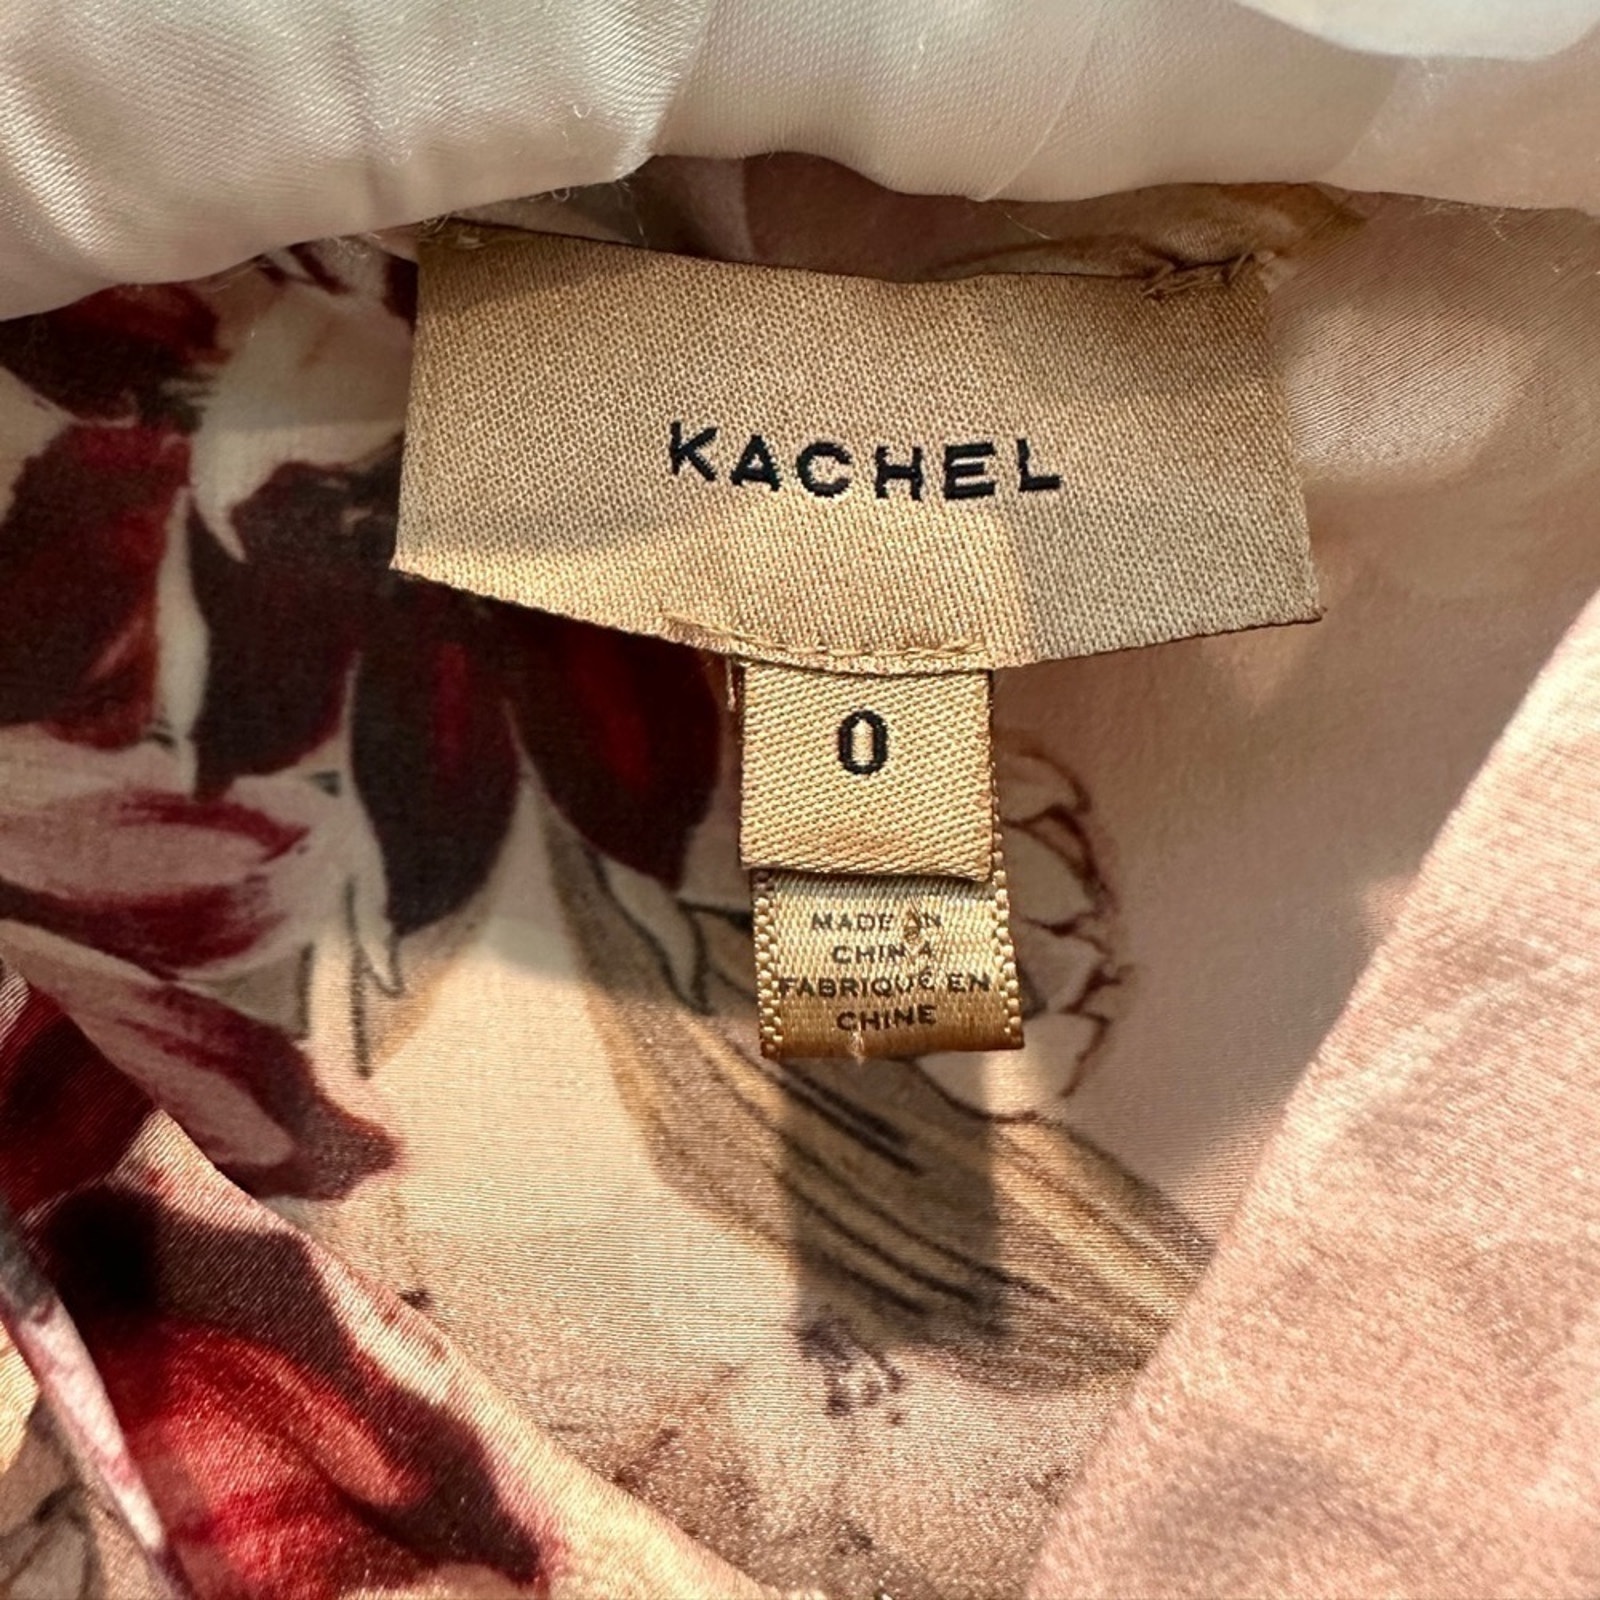 KACHEL
0
MADE IN
CHINA
FABRIQUÉ EN
CHINE